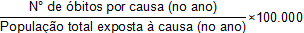 N° de óbitos por causa (no ano)
População total exposta à causa (no ano) ×100.000